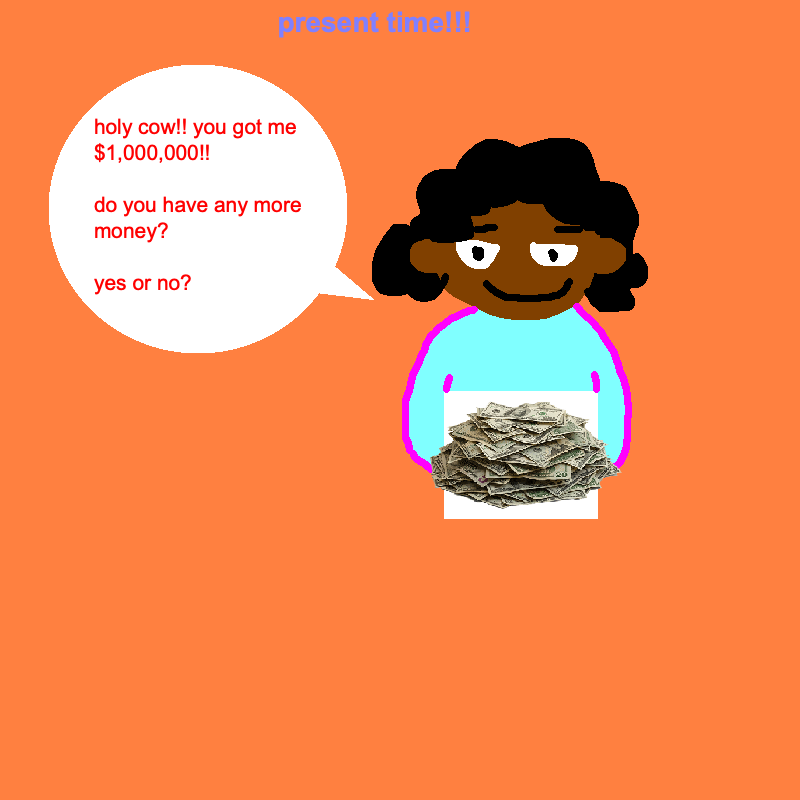 present time!!!
holy cow!! you got me
$1,000,000!!
do you have any more
money?
yes or no?